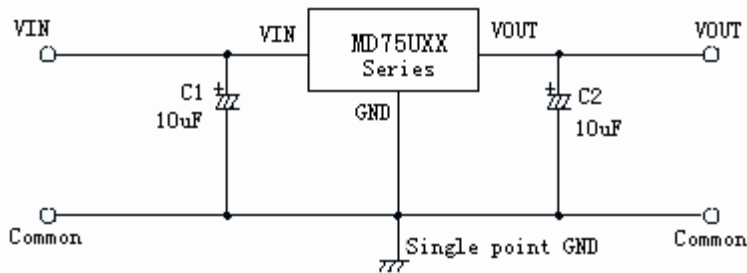 VIN
VIN
MD75UXX
Series
VOUT
VOUT
C1
10uF
GND
C2
10uF
Common
Single point GND
Common